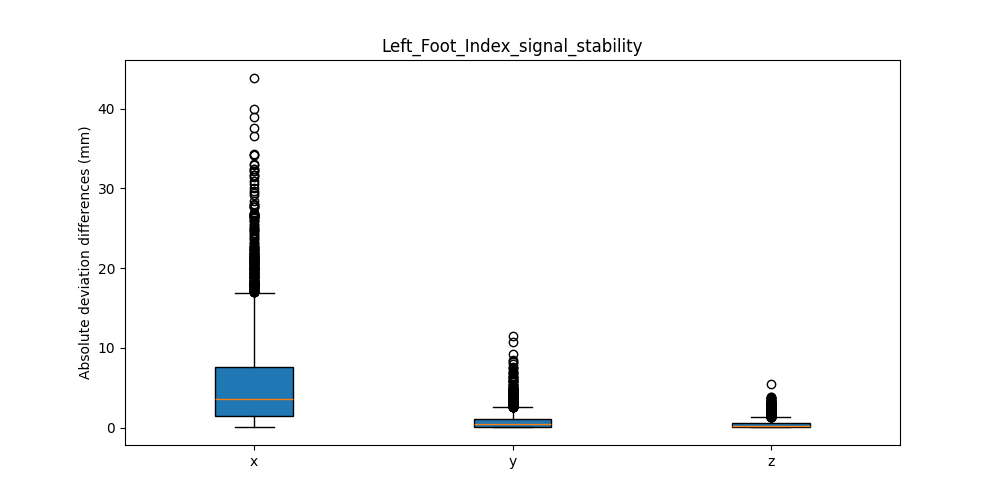 Left_Foot_Index_signal_stability
Absolute deviation differences (mm)
40
30
20
10
0
x
y
z